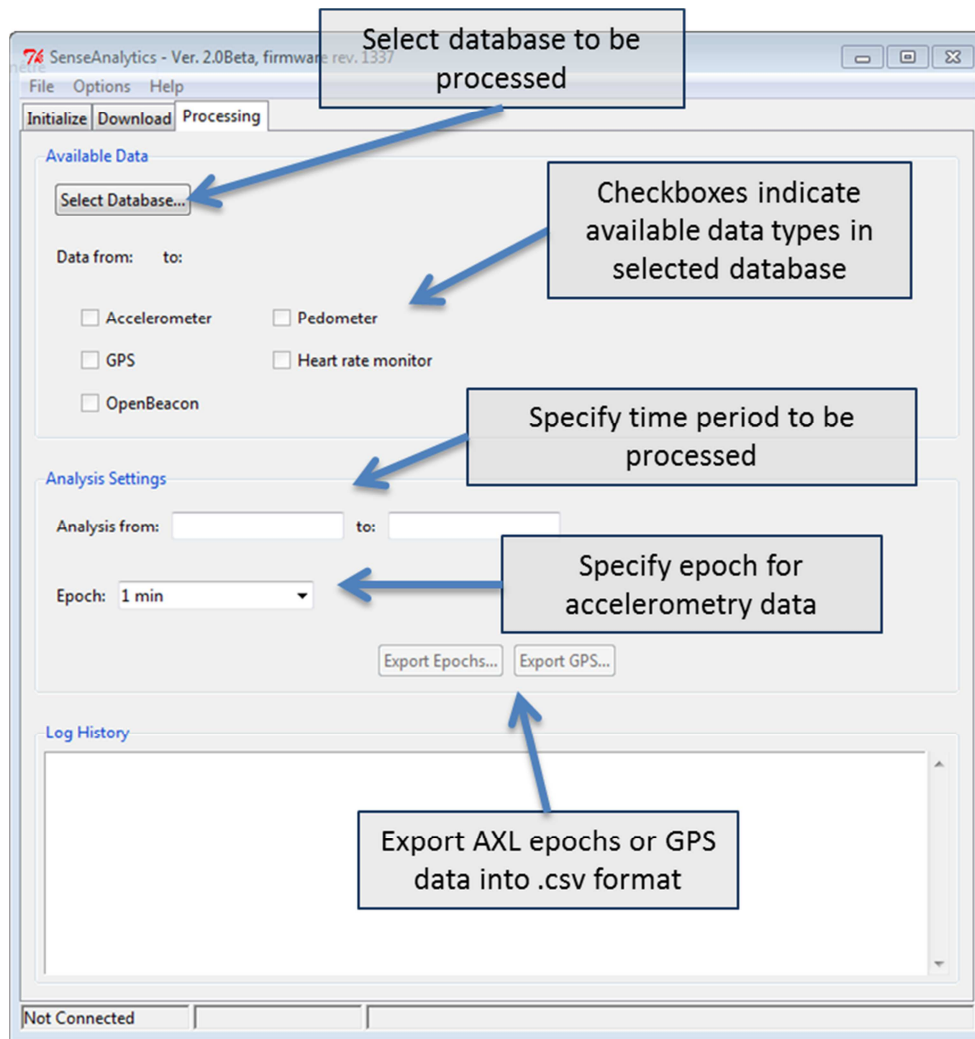 Select database to be
processed
SenseAnalytics - Ver. 2.0Beta, firmware rev. 1337
File Options Help
Initialize Download Processing
Available Data
Select Database...
Checkboxes indicate
available data types in
selected database
Data from: to:
Accelerometer Pedometer
GPS Heart rate monitor
OpenBeacon
Specify time period to be
processed
Analysis Settings
Analysis from: to:
Specify epoch for
accelerometry data
Epoch: 1 min
Export Epochs... Export GPS...
Log History
Export AXL epochs or GPS
data into .csv format
Not Connected